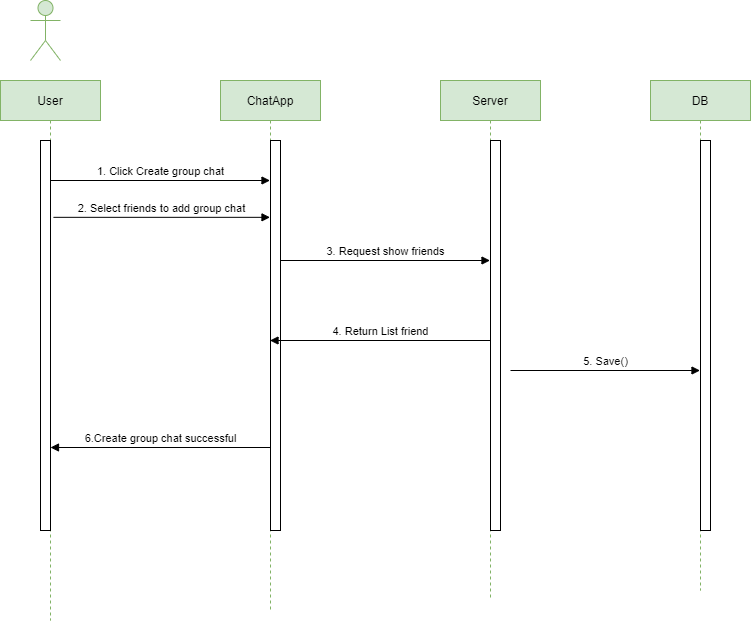 User
ChatApp
Server
DB
1. Click Create group chat
2. Select friends to add group chat
3. Request show friends
4. Return List friend
5. Save()
6.Create group chat successful